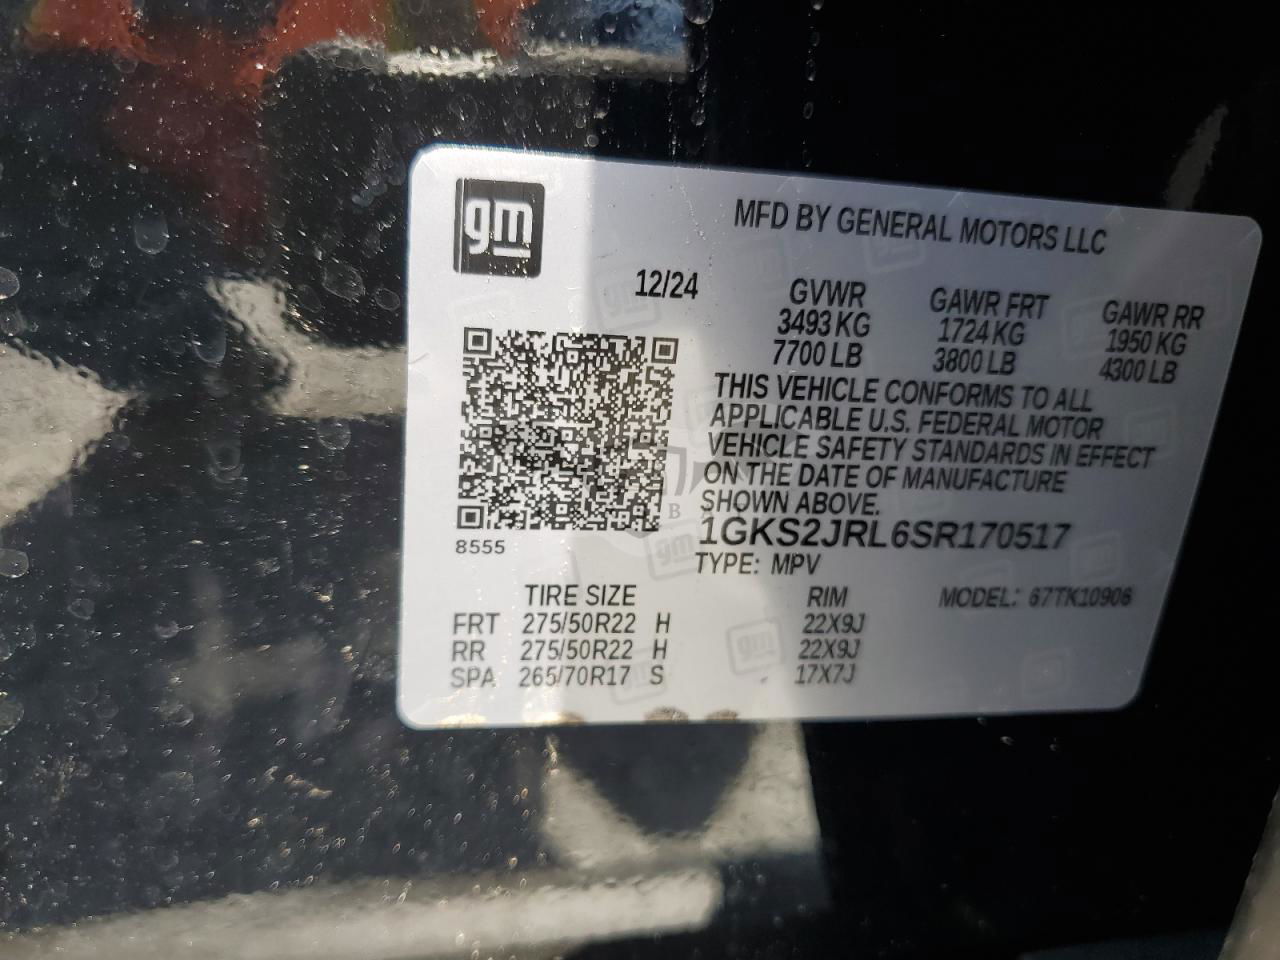 gm
MFD BY GENERAL MOTORS LLC
12/24
GVWR GAWR FRT GAWR RR
3493 KG 1724 KG 1950 KG
7700 LB 3800 LB 4300 LB
THIS VEHICLE CONFORMS TO ALL
APPLICABLE U.S. FEDERAL MOTOR
VEHICLE SAFETY STANDARDS IN EFFECT
ON THE DATE OF MANUFACTURE
SHOWN ABOVE.
1GKS2JRL6SR170517
8555
TYPE: MPV
TIRE SIZE RIM MODEL: 67TK10906
FRT 275/50R22 H 22X9J
RR 275/50R22 H 22X9J
SPA 265/70R17 S 17X7J